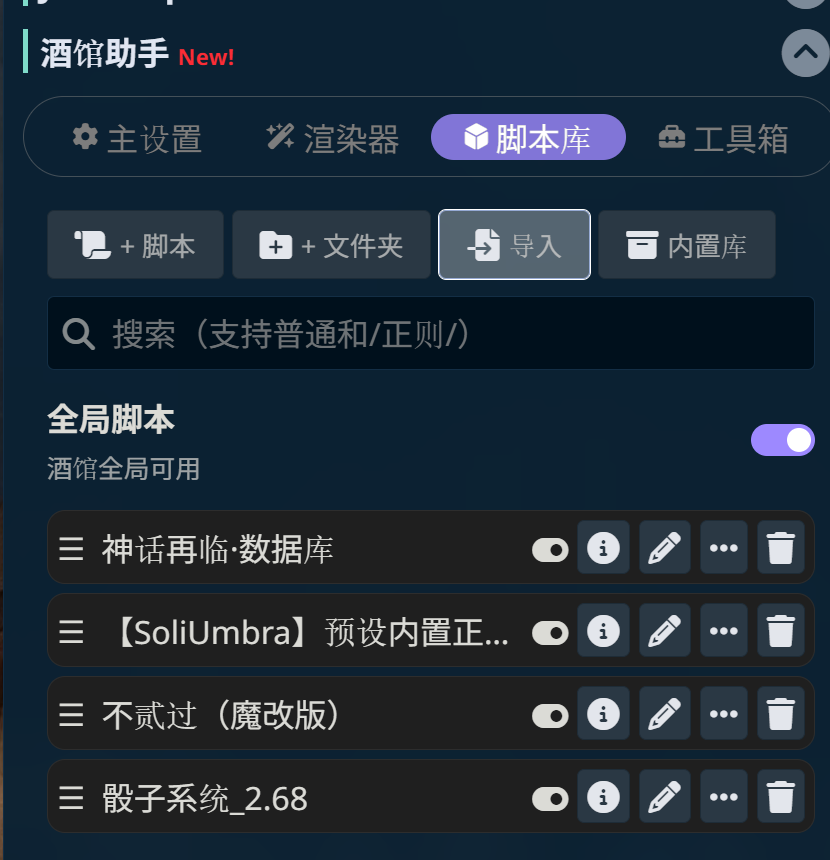 酒馆助手 New!
主设置 渲染器 脚本库 工具箱
+ 脚本 + 文件夹 导入 内置库
搜索（支持普通和/正则/）
全局脚本
酒馆全局可用
神话再临·数据库
【SoliUmbra】预设内置正...
不贰过（魔改版）
骰子系统_2.68